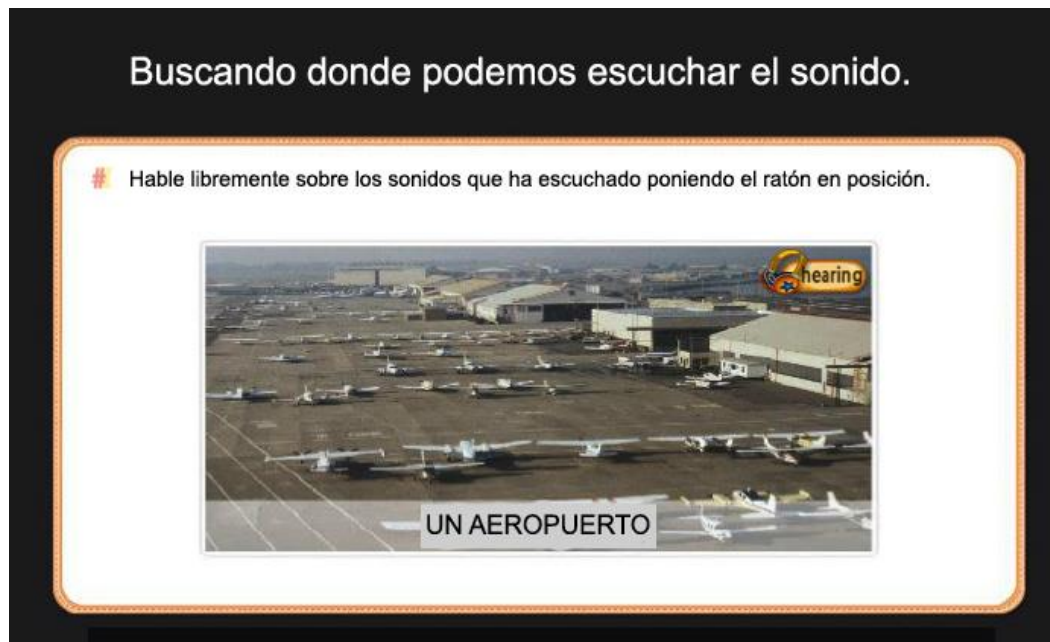 Buscando donde podemos escuchar el sonido.
# Hable libremente sobre los sonidos que ha escuchado poniendo el ratón en posición.
hearing
UN AEROPUERTO